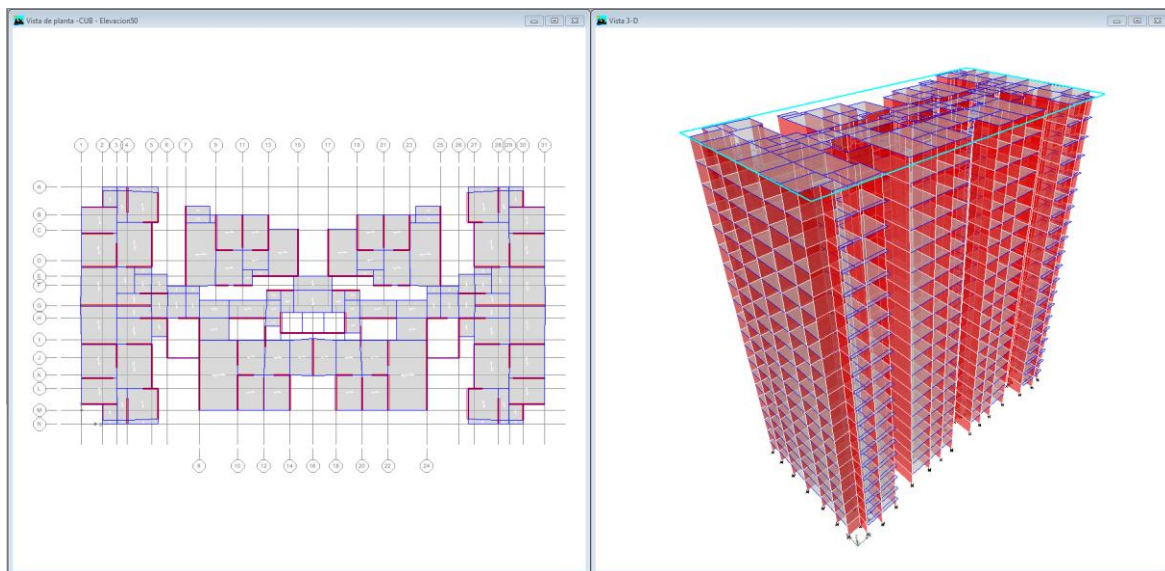 Vista de planta -CUB - Elevacion50
Vista 3-D
1 2 3 4 5 6 7 9 11 13 15 17 19 21 23 25 26 27 28 29 30 31
A
B
C
D
E
F
G
H
I
J
K
L
M
N
8 10 12 14 16 18 20 22 24